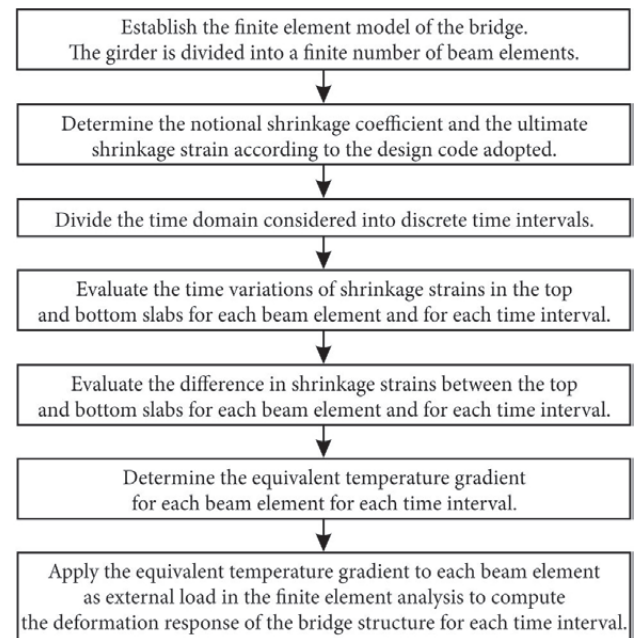 Establish the finite element model of the bridge.
The girder is divided into a finite number of beam elements.
Determine the notional shrinkage coefficient and the ultimate
shrinkage strain according to the design code adopted.
Divide the time domain considered into discrete time intervals.
Evaluate the time variations of shrinkage strains in the top
and bottom slabs for each beam element and for each time interval.
Evaluate the difference in shrinkage strains between the top
and bottom slabs for each beam element and for each time interval.
Determine the equivalent temperature gradient
for each beam element for each time interval.
Apply the equivalent temperature gradient to each beam element
as external load in the finite element analysis to compute
the deformation response of the bridge structure for each time interval.